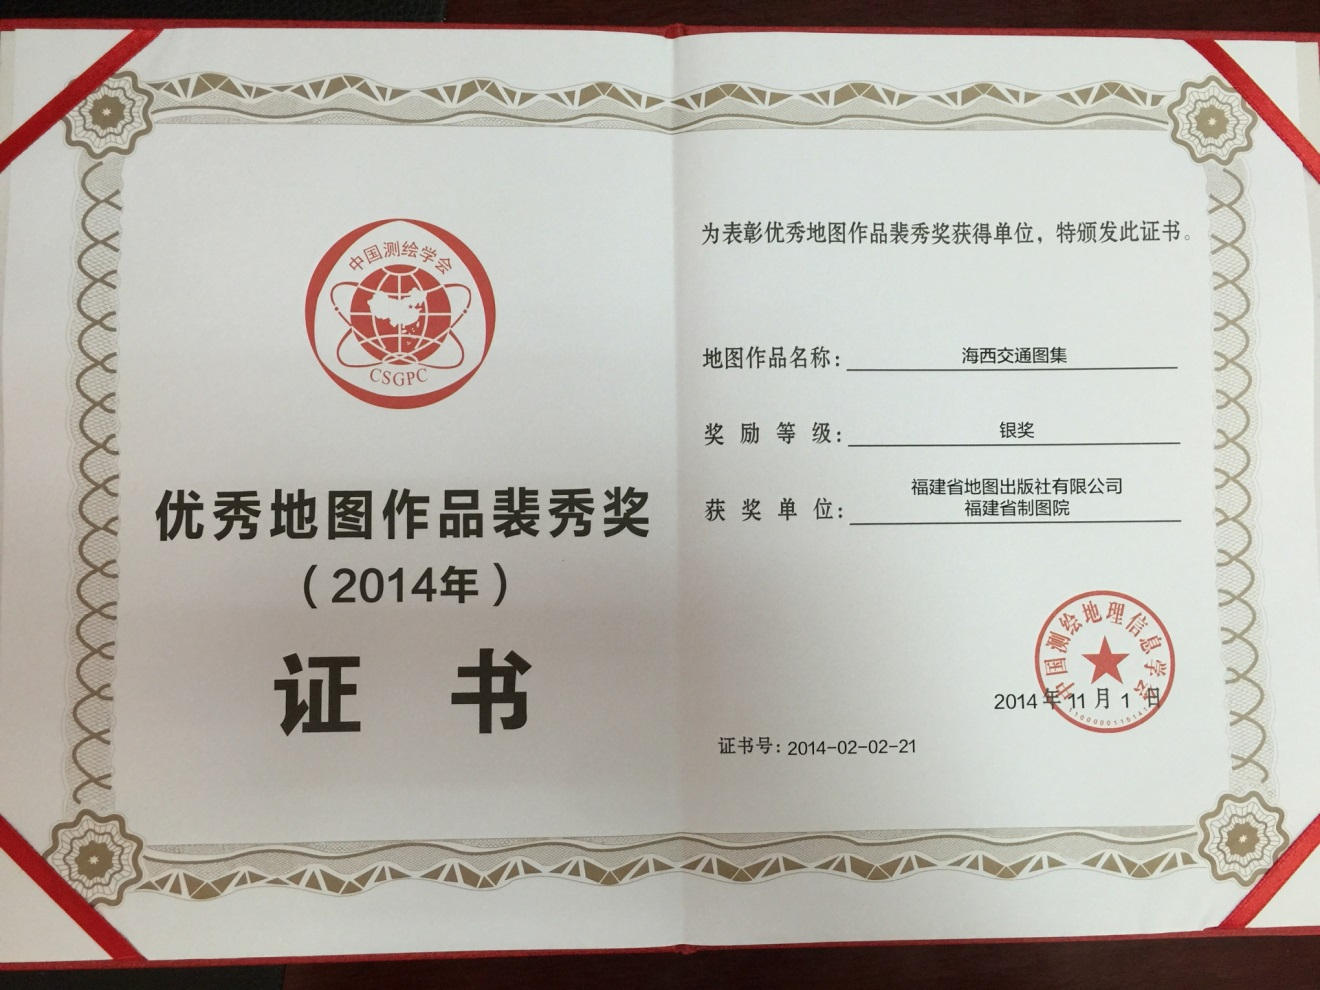 中国测绘学会
CSGPC
优秀地图作品裴秀奖
（2014年）
证 书
为表彰优秀地图作品裴秀奖获得单位，特颁发此证书。
地图作品名称：海西交通图集
奖励等级：银奖
获奖单位：福建省地图出版社有限公司
福建省制图院
中国测绘地理信息学会
2014年11月1日
证书号：2014-02-02-21